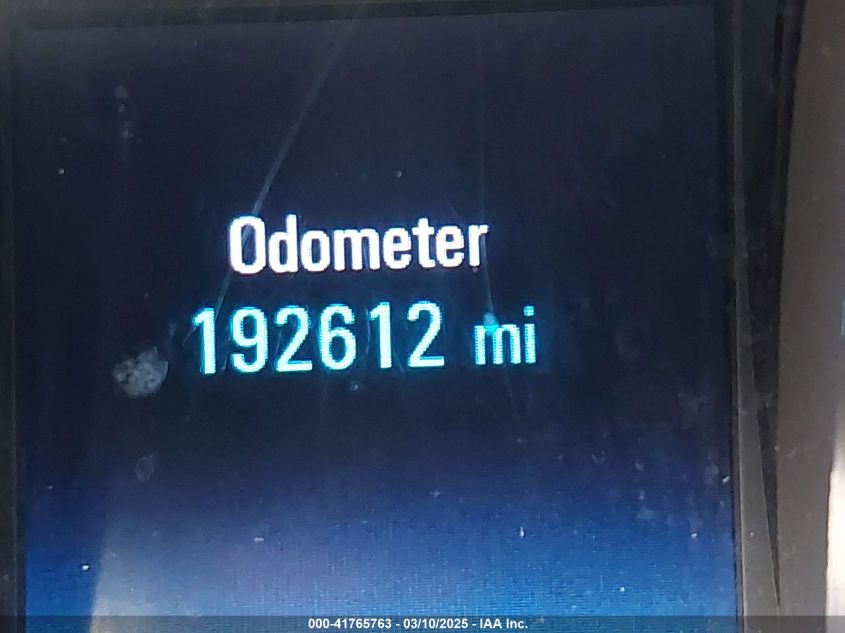 Odometer
192612 mi
000-41765763 - 03/10/2025 - IAA Inc.